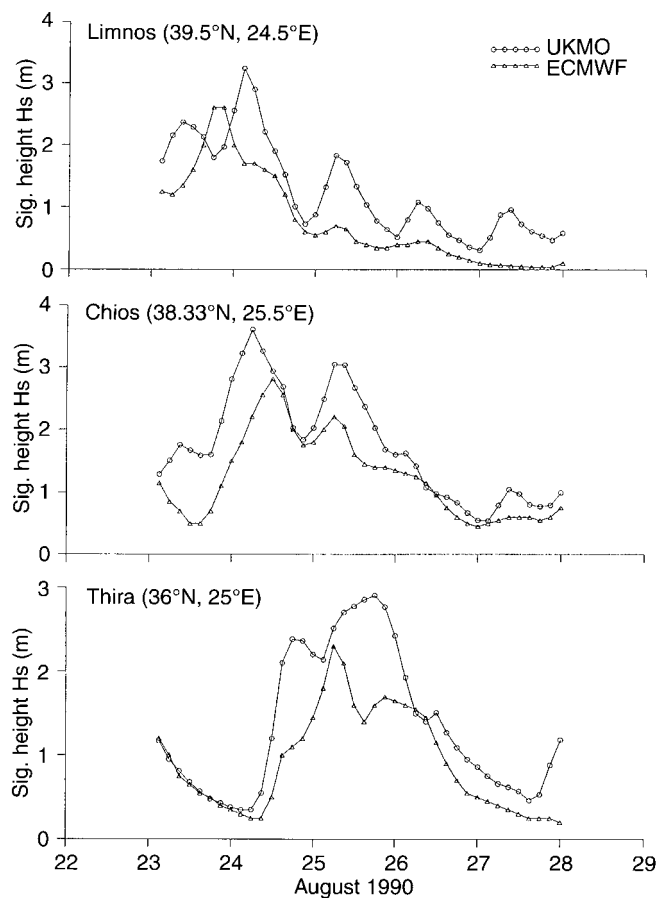 Limnos (39.5°N, 24.5°E)
UKMO
ECMWF
Sig. height Hs (m)
4
3
2
1
0
Chios (38.33°N, 25.5°E)
Sig. height Hs (m)
4
3
2
1
0
Thira (36°N, 25°E)
Sig. height Hs (m)
3
2
1
0
22 23 24 25 26 27 28 29
August 1990